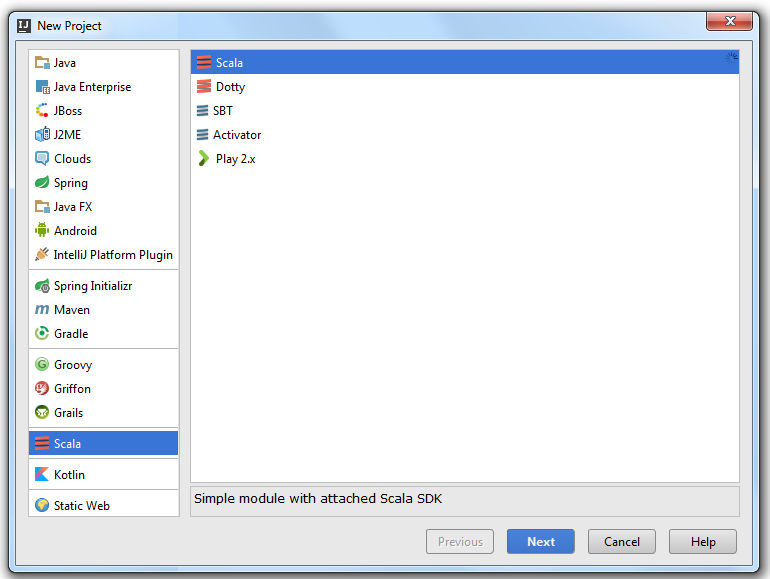 New Project
Java
Java Enterprise
JBoss
J2ME
Clouds
Spring
Java FX
Android
IntelliJ Platform Plugin
Spring Initializr
Maven
Gradle
Groovy
Griffon
Grails
Scala
Kotlin
Static Web
Scala
Dotty
SBT
Activator
Play 2.x
Simple module with attached Scala SDK
Previous Next Cancel Help